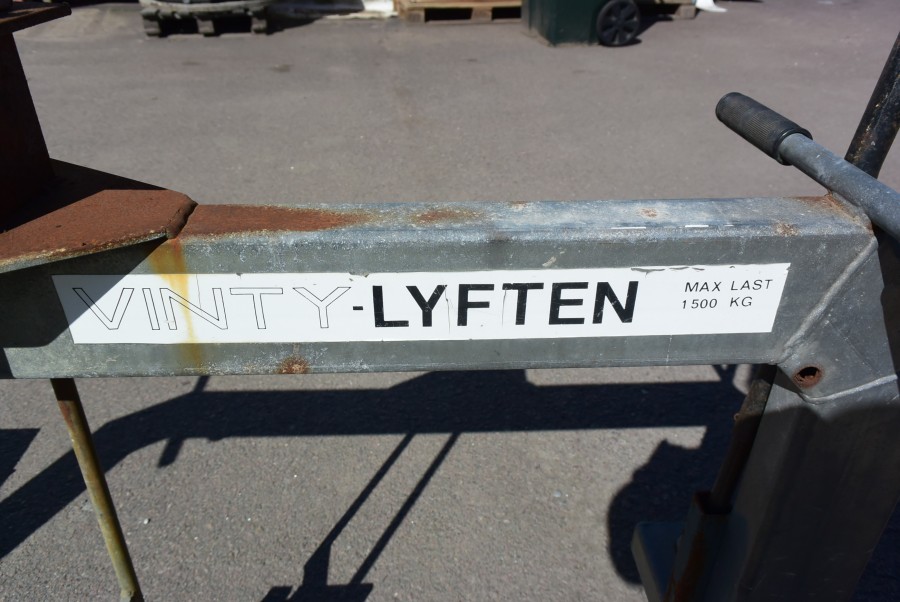 VINTY-LYFTEN
MAX LAST
1500 KG